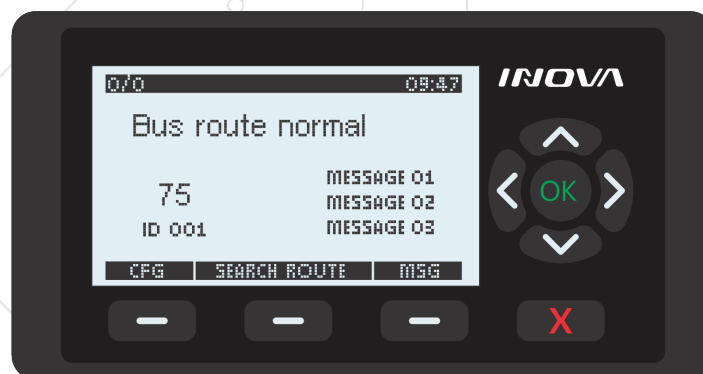 0/0 09:47
INOVA
Bus route normal
75
ID 001
MESSAGE 01
MESSAGE 02
MESSAGE 03
OK
CFG SEARCH ROUTE MSG
X